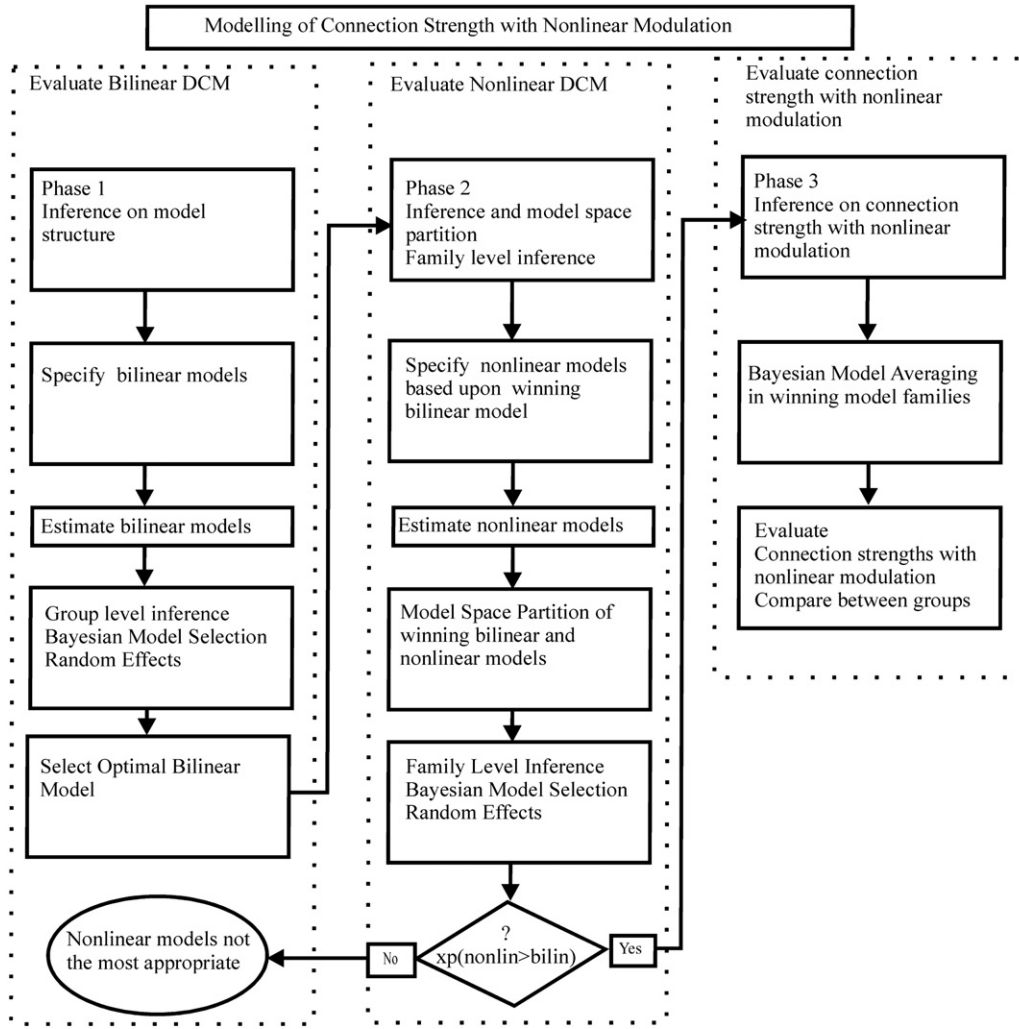 Modelling of Connection Strength with Nonlinear Modulation
Evaluate Bilinear DCM
Phase 1
Inference on model
structure
Specify bilinear models
Estimate bilinear models
Group level inference
Bayesian Model Selection
Random Effects
Select Optimal Bilinear
Model
Nonlinear models not
the most appropriate
Evaluate Nonlinear DCM
Phase 2
Inference and model space
partition
Family level inference
Specify nonlinear models
based upon winning
bilinear model
Estimate nonlinear models
Model Space Partition of
winning bilinear and
nonlinear models
Family Level Inference
Bayesian Model Selection
Random Effects
?
xp(nonlin>bilin)
No
Yes
Evaluate connection
strength with nonlinear
modulation
Phase 3
Inference on connection
strength with nonlinear
modulation
Bayesian Model Averaging
in winning model families
Evaluate
Connection strengths with
nonlinear modulation
Compare between groups